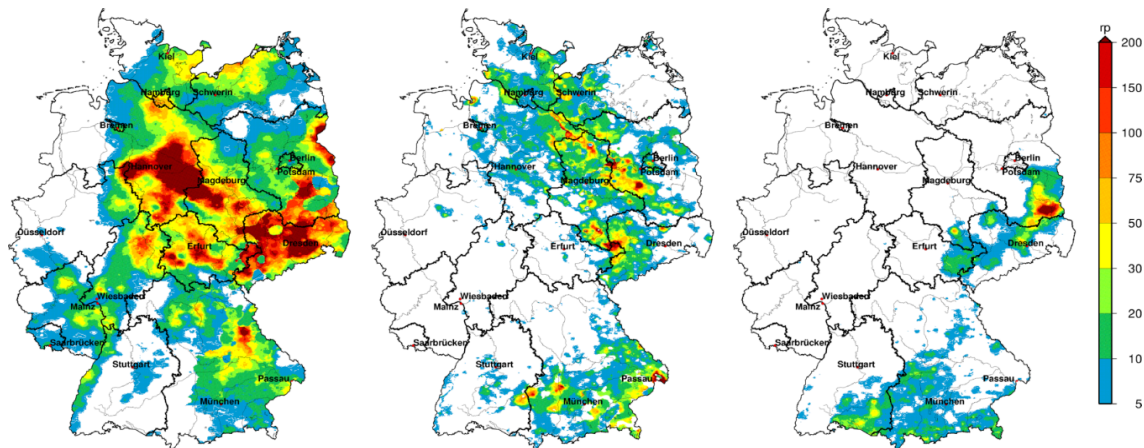 Kiel
Hamburg Schwerin
Bremen
Hannover
Berlin
Potsdam
Magdeburg
Düsseldorf
Erfurt
Dresden
Wiesbaden
Mainz
Saarbrücken
Stuttgart
Passau
München
Kiel
Hamburg Schwerin
Bremen
Hannover
Berlin
Potsdam
Magdeburg
Düsseldorf
Erfurt
Dresden
Wiesbaden
Mainz
Saarbrücken
Stuttgart
Passau
München
Kiel
Hamburg Schwerin
Bremen
Hannover
Berlin
Potsdam
Magdeburg
Düsseldorf
Erfurt
Dresden
Wiesbaden
Mainz
Saarbrücken
Stuttgart
Passau
München
rp
200
150
100
75
50
30
20
10
5